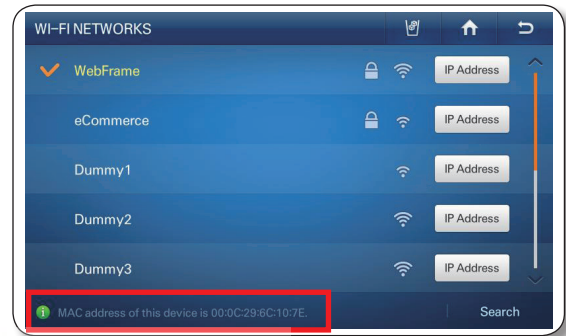 WI-FI NETWORKS
WebFrame IP Address
eCommerce IP Address
Dummy1 IP Address
Dummy2 IP Address
Dummy3 IP Address
MAC address of this device is 00:0C:29:6C:10:7E. Search